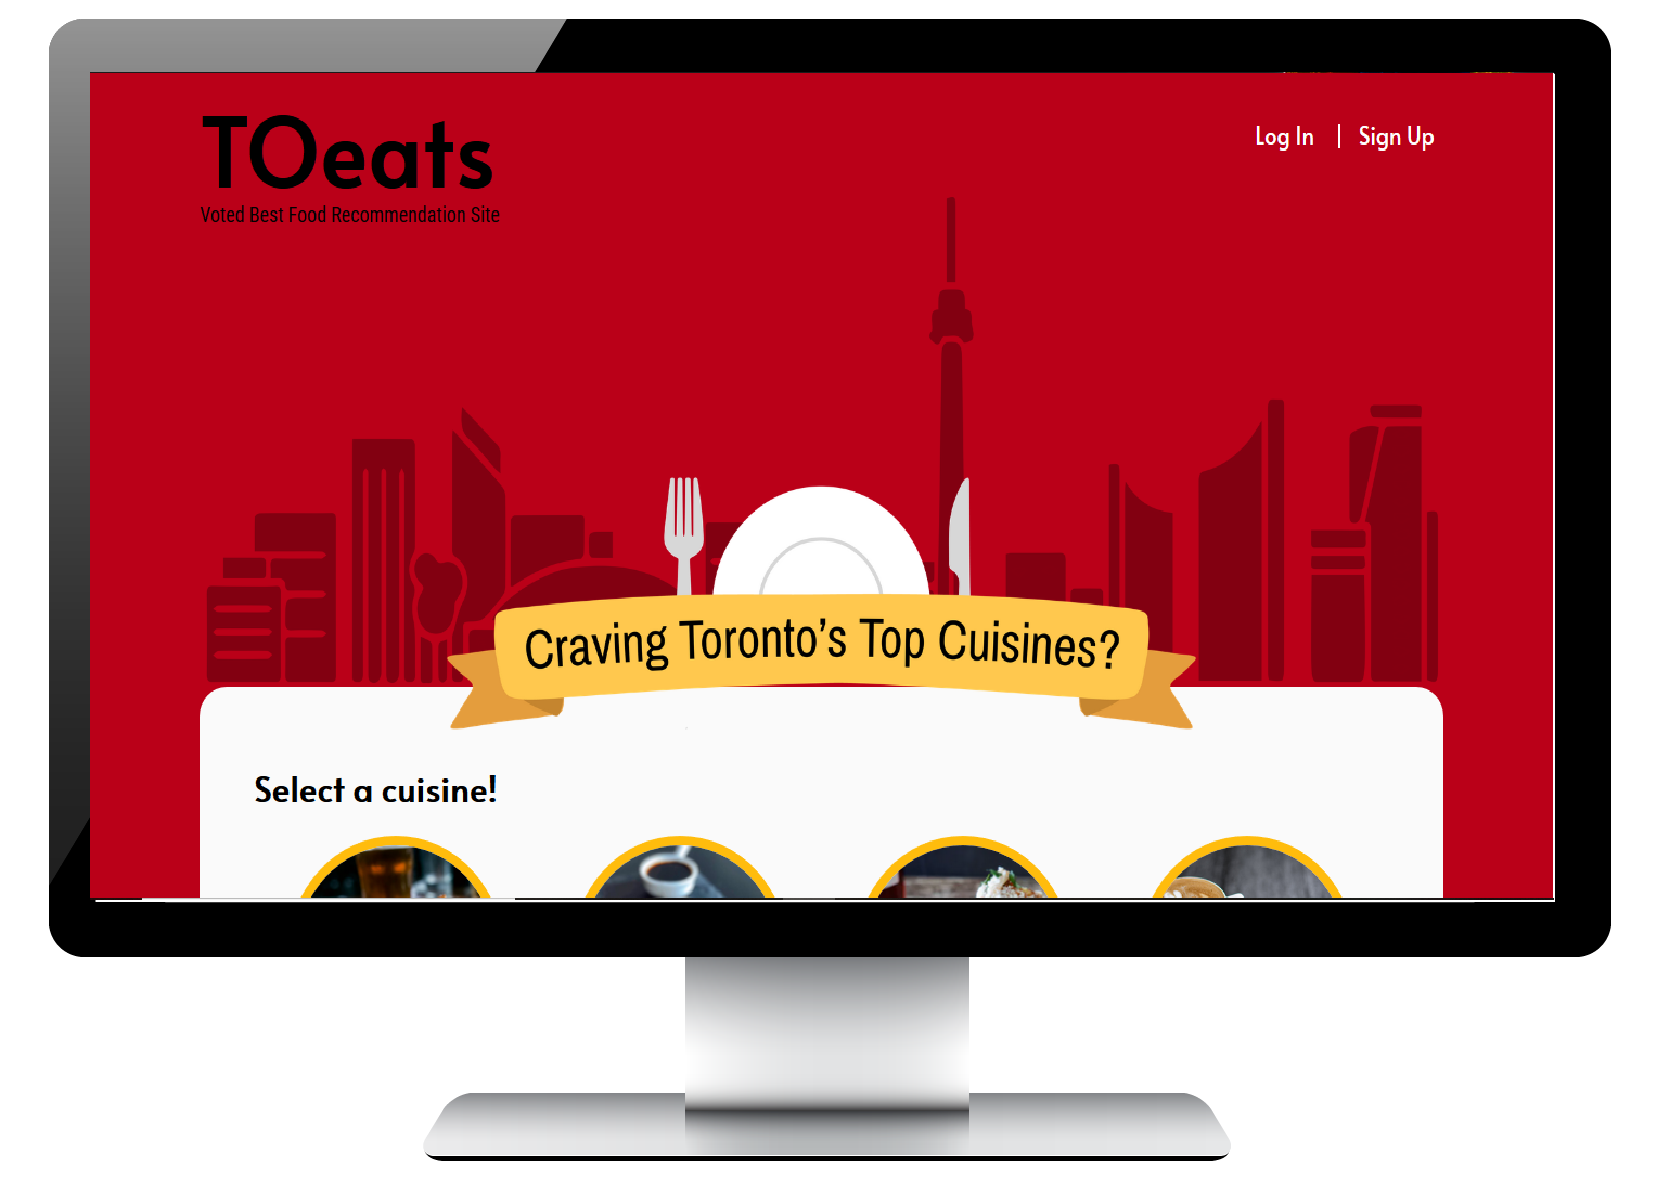 TOeats
Voted Best Food Recommendation Site
Log In | Sign Up
Craving Toronto’s Top Cuisines?
Select a cuisine!